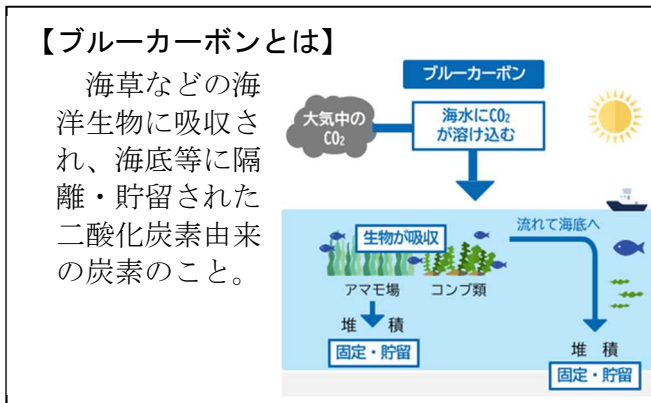 【ブルーカーボンとは】
海草などの海
洋生物に吸収さ
れ、海底等に隔
離・貯留された
二酸化炭素由来
の炭素のこと。
ブルーカーボン
大気中の
CO₂
海水にCO₂
が溶け込む
生物が吸収
流れて海底へ
アマモ場
コンブ類
堆 積
固定・貯留
堆 積
固定・貯留